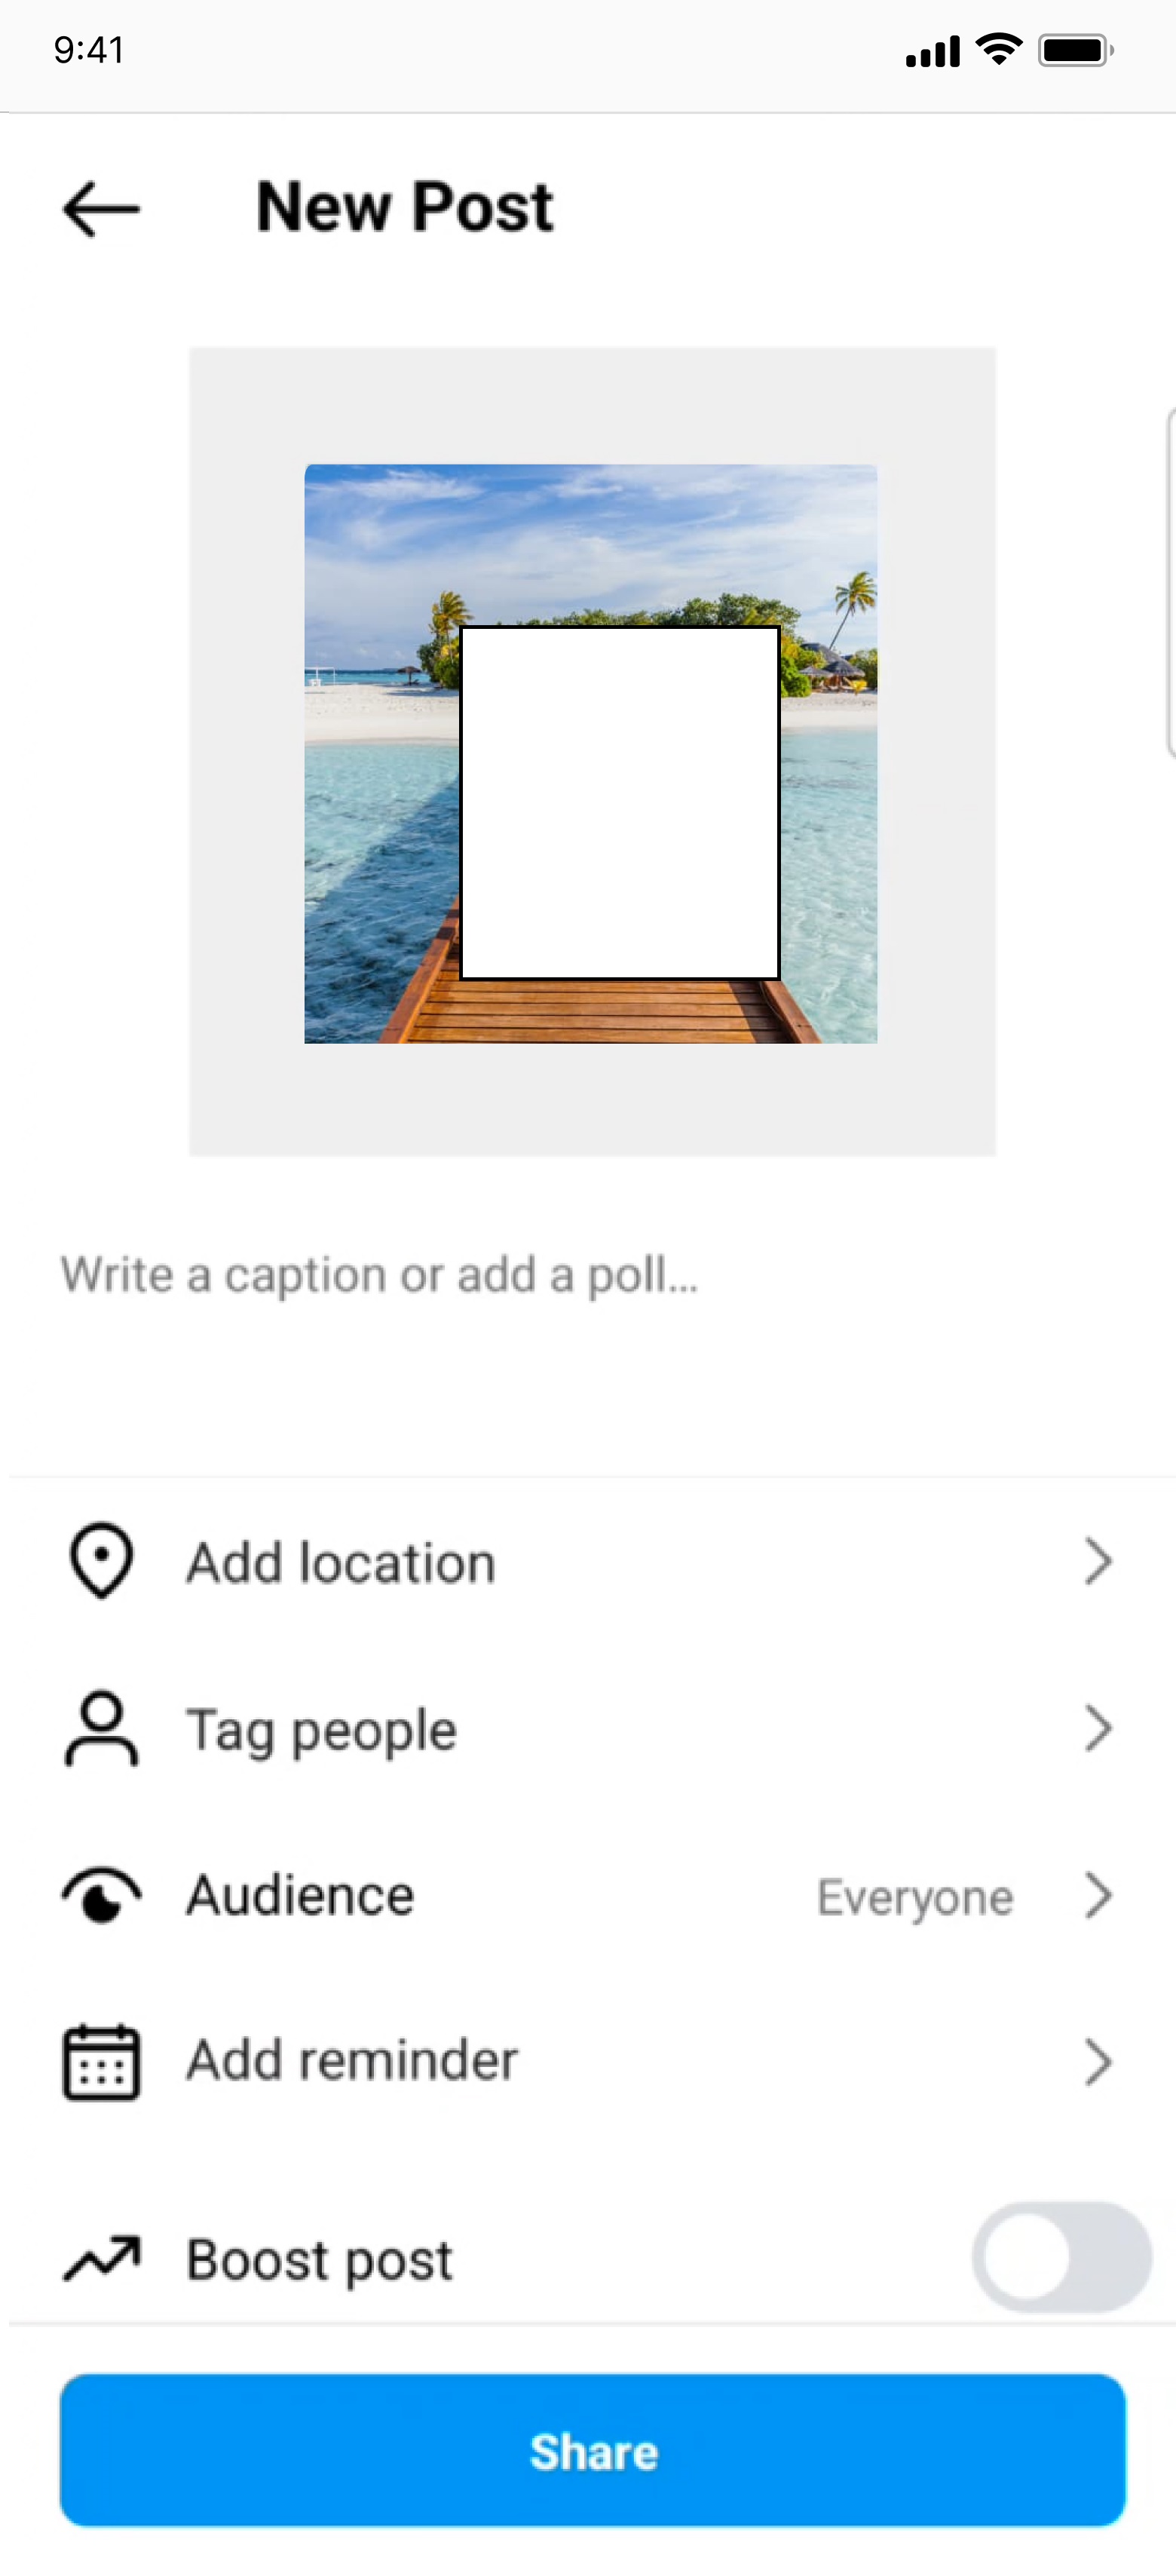 9:41
New Post
Write a caption or add a poll...
Add location
Tag people
Audience
Everyone
Add reminder
Boost post
Share